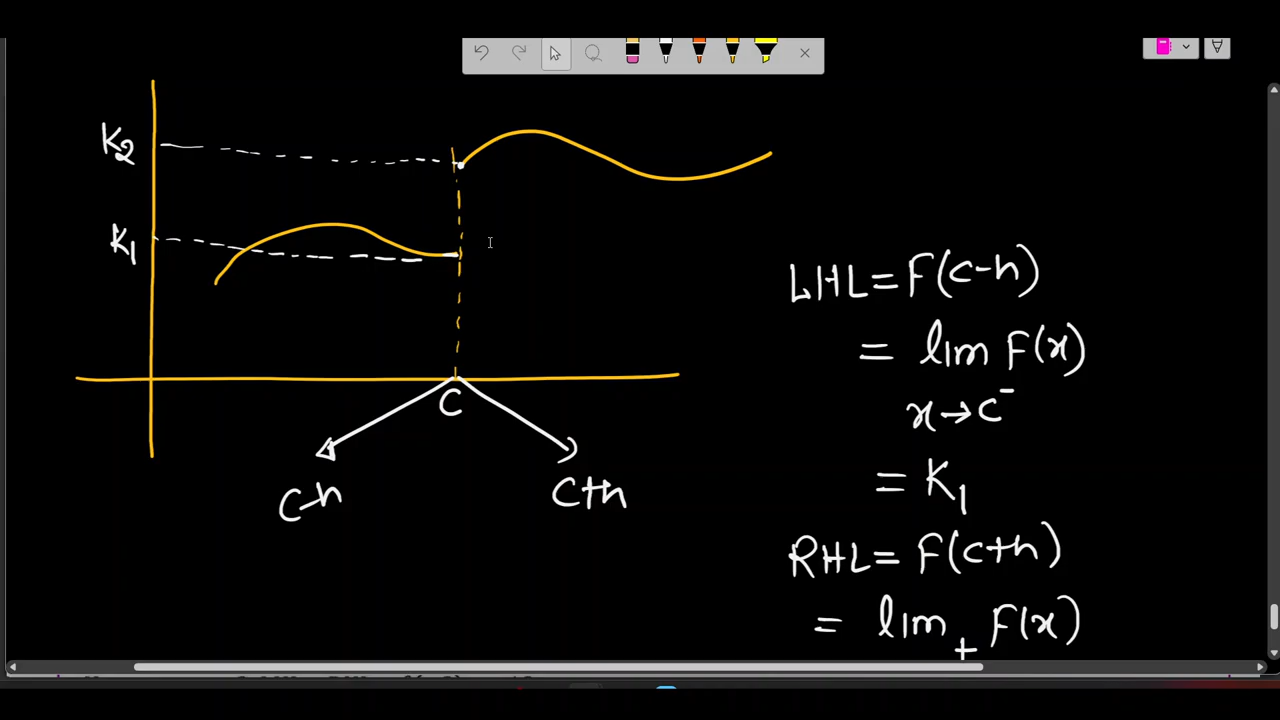 K2
K1
C
C-h
C+h
LHL = F(c-h)
= lim F(x)
x→c⁻
= K1
RHL = F(c+h)
= lim F(x)
+